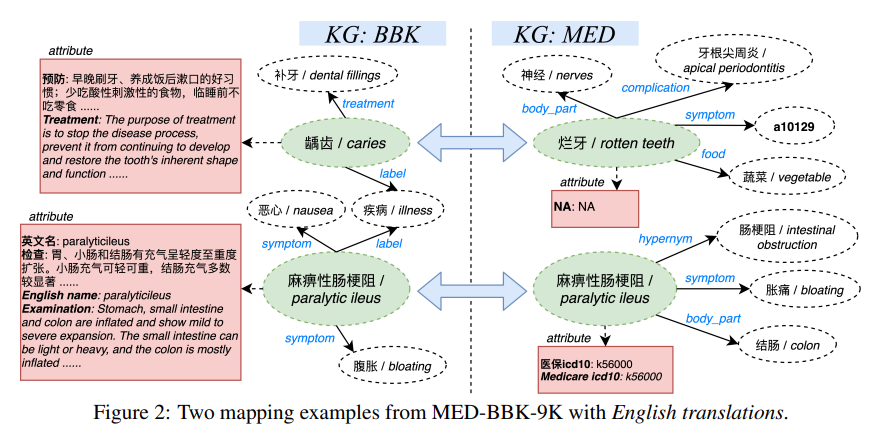 KG: BBK
KG: MED
attribute
预防: 早晚刷牙、养成饭后漱口的好习
惯；少吃酸性刺激性的食物，临睡前不
吃零食 ......
Treatment: The purpose of treatment
is to stop the disease process,
prevent it from continuing to develop
and restore the tooth's inherent shape
and function ......
补牙 / dental fillings
treatment
龋齿 / caries
label
恶心 / nausea
疾病 / illness
symptom
label
attribute
英文名: paralyticileus
检查: 胃、小肠和结肠有充气呈轻度至重度
扩张。小肠充气可轻可重，结肠充气多数
较显著 ......
English name: paralyticileus
Examination: Stomach, small intestine
and colon are inflated and show mild to
severe expansion. The small intestine can
be light or heavy, and the colon is mostly
inflated ......
麻痹性肠梗阻 /
paralytic ileus
symptom
腹胀 / bloating
神经 / nerves
牙根尖周炎 /
apical periodontitis
body_part
complication
symptom
a10129
烂牙 / rotten teeth
food
蔬菜 / vegetable
attribute
NA: NA
肠梗阻 / intestinal
obstruction
hypernym
麻痹性肠梗阻 /
paralytic ileus
symptom
胀痛 / bloating
body_part
结肠 / colon
attribute
医保icd10: k56000
Medicare icd10: k56000
Figure 2: Two mapping examples from MED-BBK-9K with English translations.